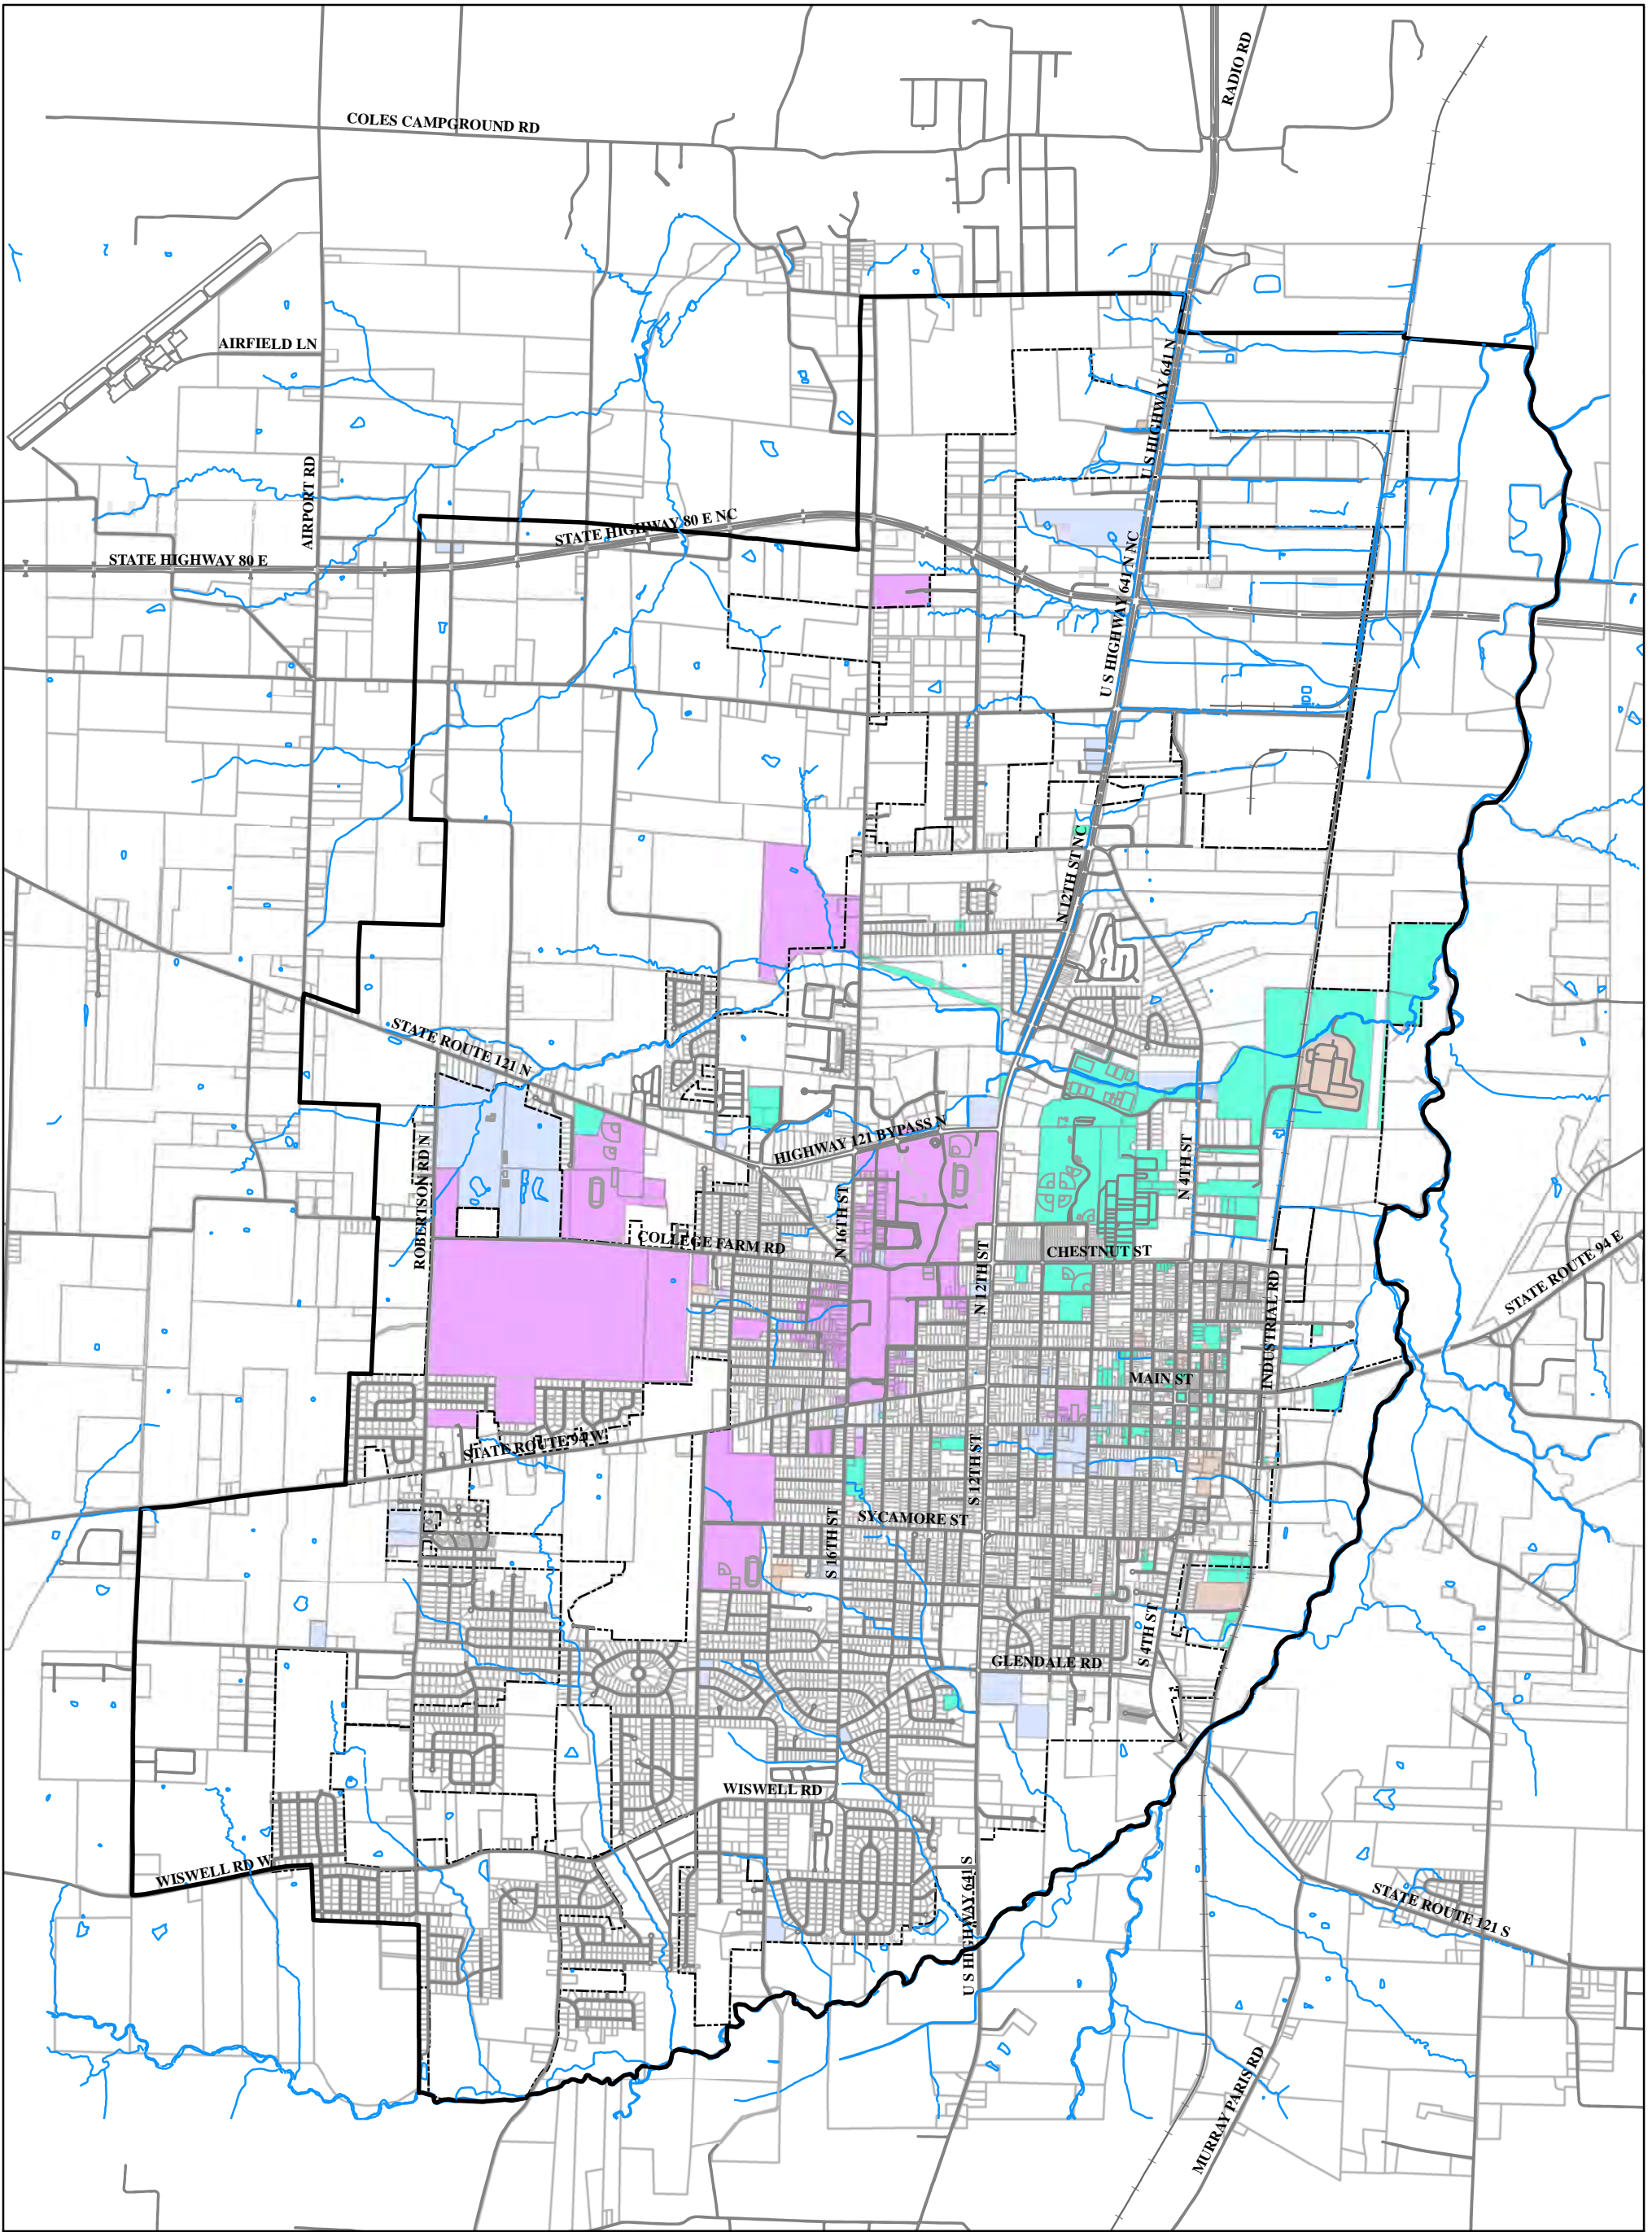 RADIO RD
COLES CAMPGROUND RD
AIRFIELD LN
U S HIGHWAY 641 N
AIRPORT RD
STATE HIGHWAY 80 E NC
STATE HIGHWAY 80 E
U S HIGHWAY 641 N NC
N 12TH ST NC
STATE ROUTE 121 N
HIGHWAY 121 BYPASS N
ROBERTSON RD N
N 16TH ST
N 4TH ST
COLLEGE FARM RD
CHESTNUT ST
N 12TH ST
STATE ROUTE 94 E
INDUSTRIAL RD
MAIN ST
STATE ROUTE 94 W
S 12TH ST
SYCAMORE ST
S 16TH ST
S 4TH ST
GLENDALE RD
WISWELL RD
WISWELL RD W
U S HIGHWAY 641 S
STATE ROUTE 121 S
MURRAY PARIS RD